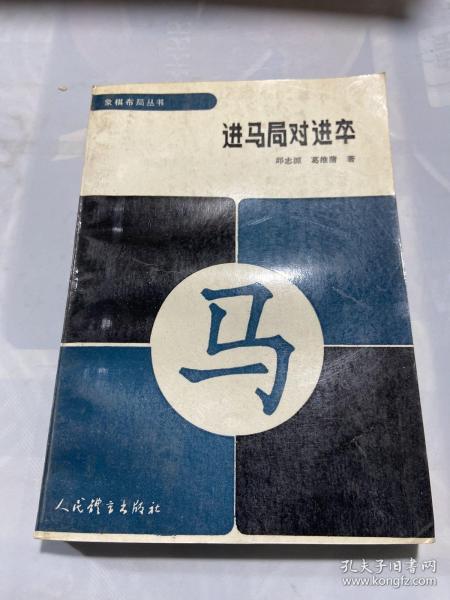 象棋布局丛书
进马局对进卒
邱志源 葛维蒲 著
马
人民体育出版社
孔夫子旧书网
www.kongfz.com